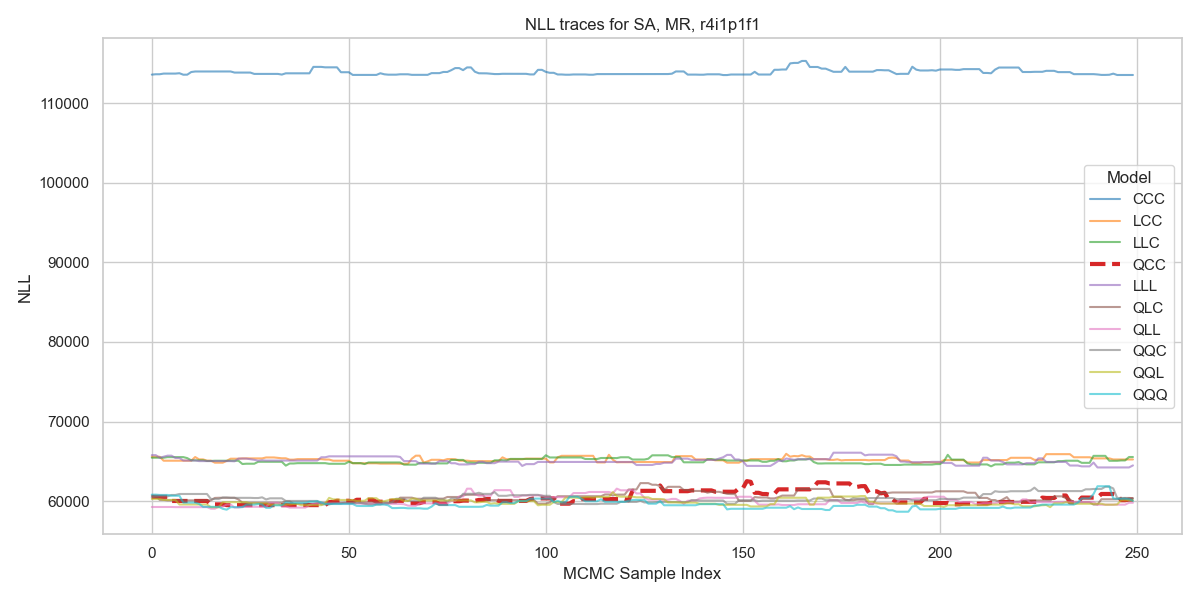 NLL traces for SA, MR, r4i1p1f1
NLL
110000
100000
90000
80000
70000
60000
0
50
100
150
200
250
MCMC Sample Index
Model
CCC
LCC
LLC
QCC
LLL
QLC
QLL
QQC
QQL
QQQ